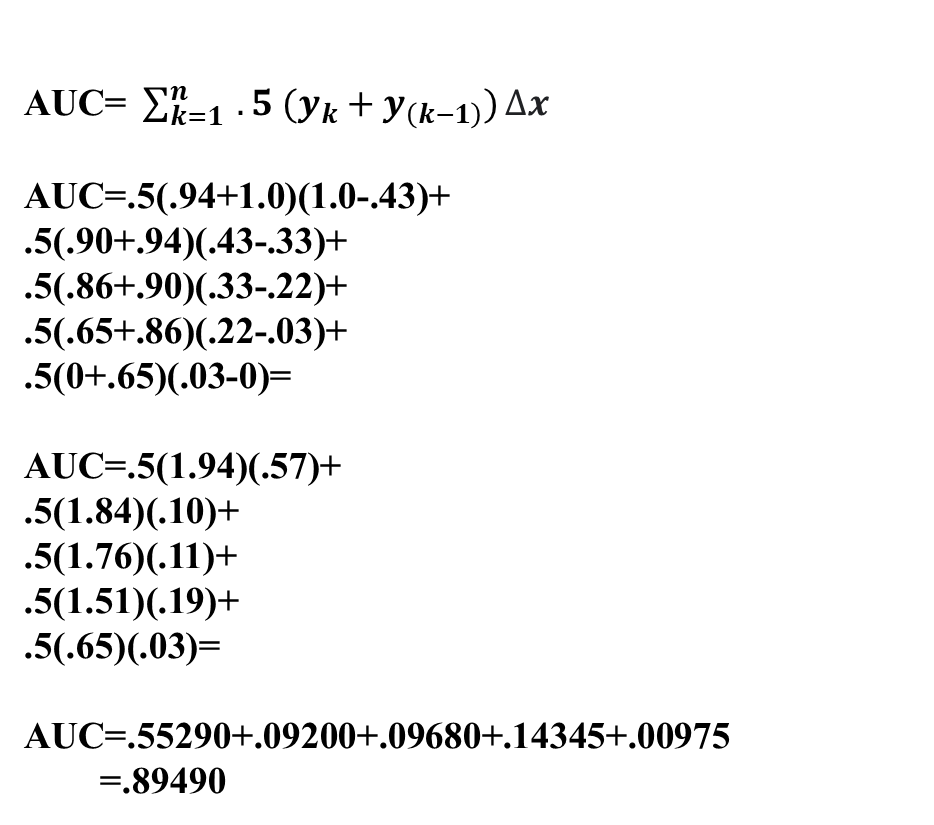 AUC= ∑ₖ₌₁ⁿ .5 (yₖ + y₍ₖ₋₁₎) Δx
AUC=.5(.94+1.0)(1.0-.43)+
.5(.90+.94)(.43-.33)+
.5(.86+.90)(.33-.22)+
.5(.65+.86)(.22-.03)+
.5(0+.65)(.03-0)=
AUC=.5(1.94)(.57)+
.5(1.84)(.10)+
.5(1.76)(.11)+
.5(1.51)(.19)+
.5(.65)(.03)=
AUC=.55290+.09200+.09680+.14345+.00975
=.89490